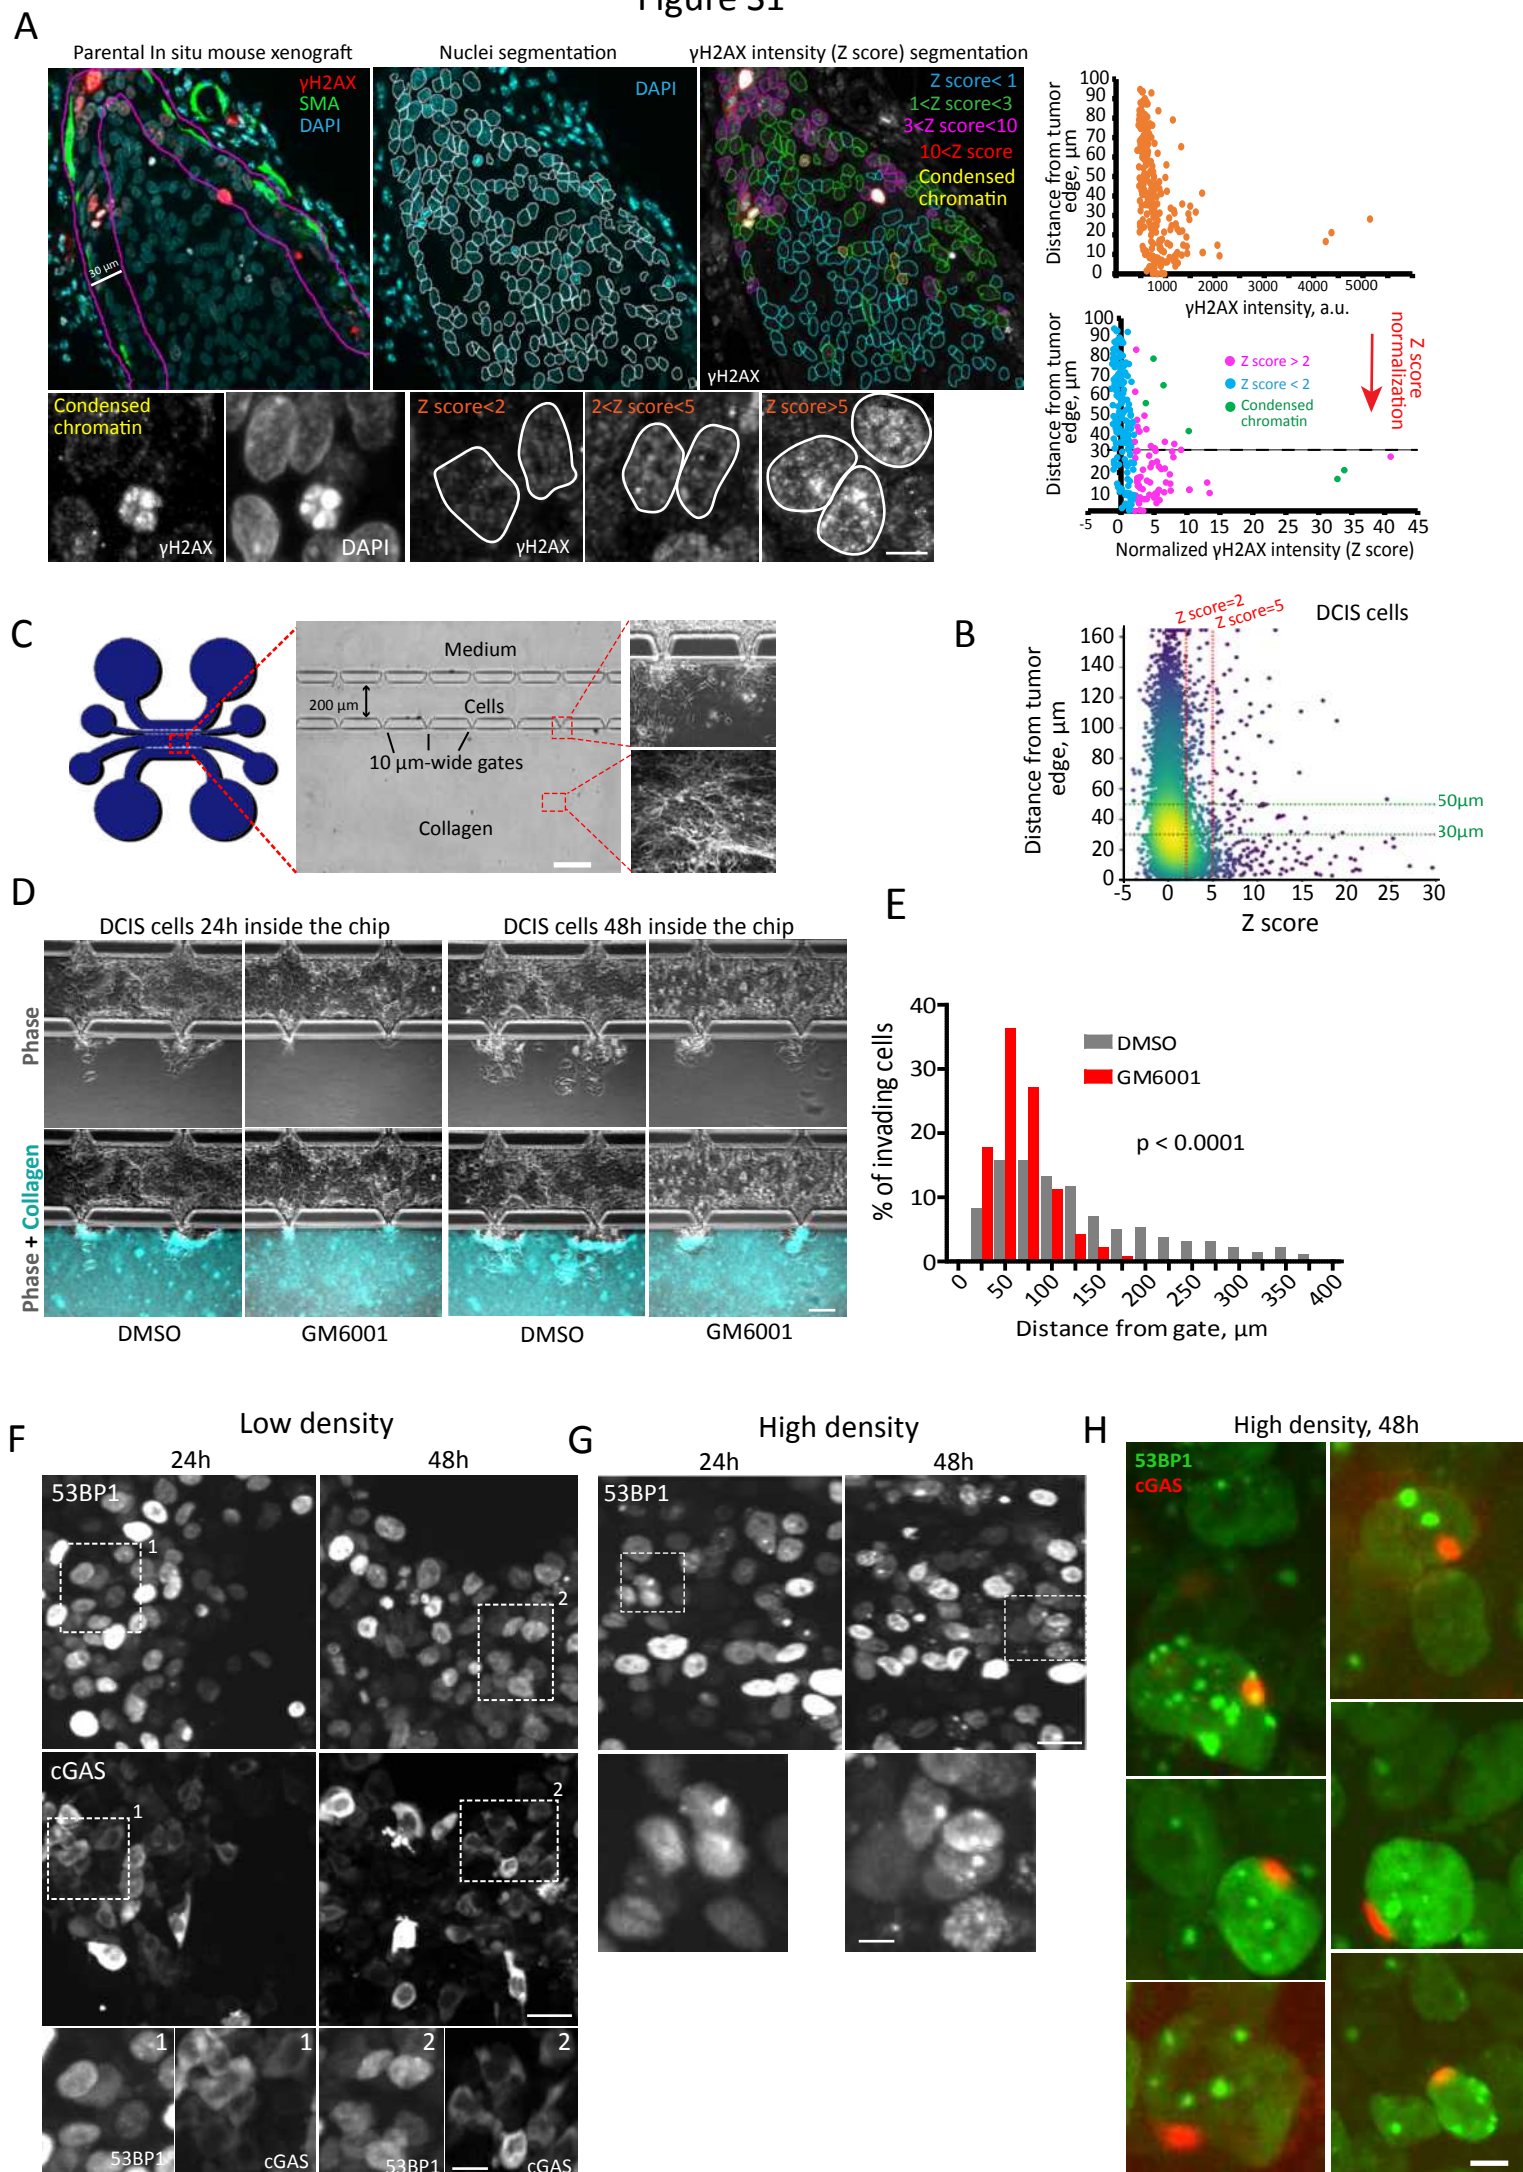 Figure S1
A
Parental In situ mouse xenograft
Nuclei segmentation
γH2AX intensity (Z score) segmentation
γH2AX
SMA
DAPI
30 µm
DAPI
Z score< 1
1<Z score<3
3<Z score<10
10<Z score
Condensed
chromatin
γH2AX
Condensed
chromatin
γH2AX
DAPI
Z score<2
γH2AX
2<Z score<5
Z score>5
Distance from tumor
edge, µm
100
90
80
70
60
50
40
30
20
10
0
1000
2000
3000
4000
5000
γH2AX intensity, a.u.
Distance from tumor
edge, µm
100
90
80
70
60
50
40
30
20
10
-5
0
5
10
15
20
25
30
35
40
45
Normalized γH2AX intensity (Z score)
Z score > 2
Z score < 2
Condensed
chromatin
Z score
normalization
B
Z score=2
Z score=5
DCIS cells
Distance from tumor
edge, µm
160
140
120
100
80
60
40
20
0
50µm
30µm
-5
0
5
10
15
20
25
30
Z score
C
Medium
200 µm
Cells
10 µm-wide gates
Collagen
D
DCIS cells 24h inside the chip
DCIS cells 48h inside the chip
Phase
Phase + Collagen
DMSO
GM6001
DMSO
GM6001
E
% of invading cells
40
30
20
10
0
DMSO
GM6001
p < 0.0001
0
50
100
150
200
250
300
350
400
Distance from gate, µm
F
Low density
24h
48h
53BP1
1
2
cGAS
1
2
1
53BP1
1
cGAS
2
53BP1
2
cGAS
G
High density
24h
48h
53BP1
H
High density, 48h
53BP1
cGAS